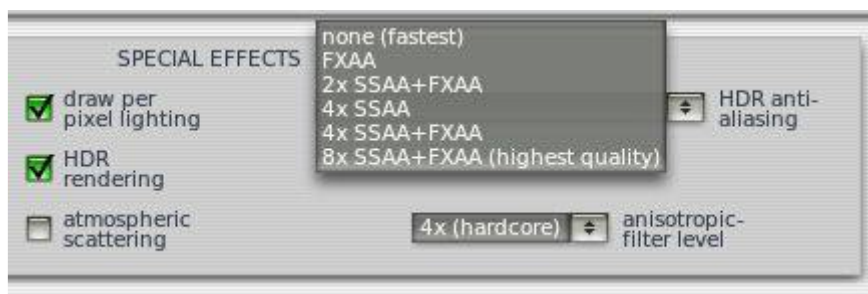 SPECIAL EFFECTS
none (fastest)
FXAA
2x SSAA+FXAA
4x SSAA
4x SSAA+FXAA
8x SSAA+FXAA (highest quality)
draw per
pixel lighting
HDR anti-
aliasing
HDR
rendering
atmospheric
scattering
4x (hardcore)
anisotropic-
filter level